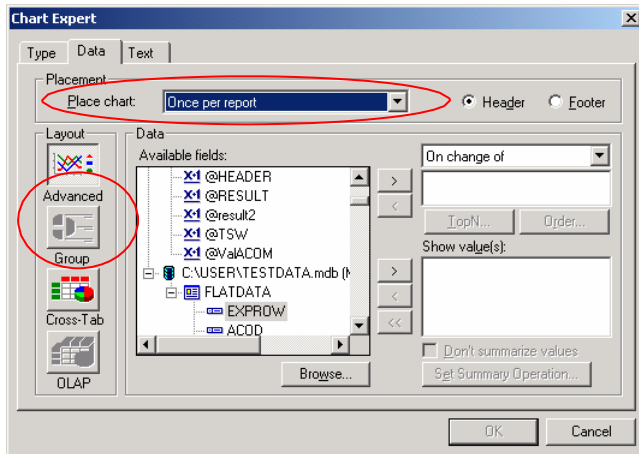 Chart Expert
Type Data Text
Placement
Place chart: Once per report Header Footer
Layout
Data
Available fields:
On change of
@HEADER
@RESULT
@result2
@TSW
@ValACOM
C:\USER\TESTDATA.mdb (M
FLATDATA
EXPROW
ACOD
Advanced
Group
Cross-Tab
OLAP
>
<
TopN... Order...
Show value(s):
>
<
<<
Don't summarize values
Browse...
Set Summary Operation...
OK Cancel